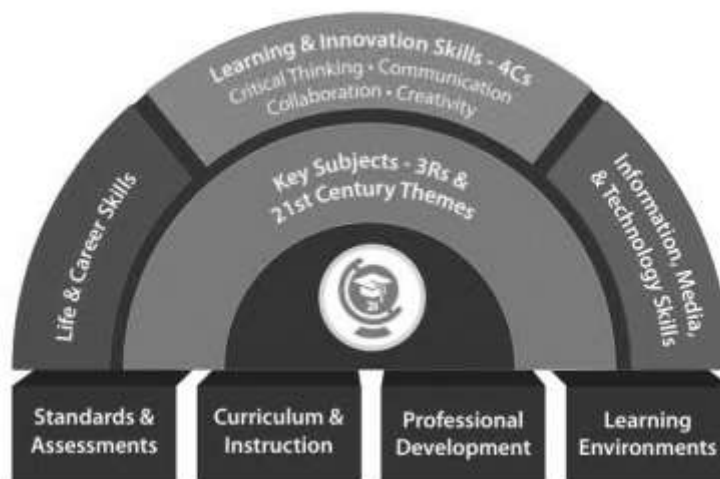 Learning & Innovation Skills - 4Cs
Critical Thinking • Communication
Collaboration • Creativity
Life & Career Skills
Key Subjects - 3Rs &
21st Century Themes
Information, Media,
& Technology Skills
21
Standards &
Assessments
Curriculum &
Instruction
Professional
Development
Learning
Environments